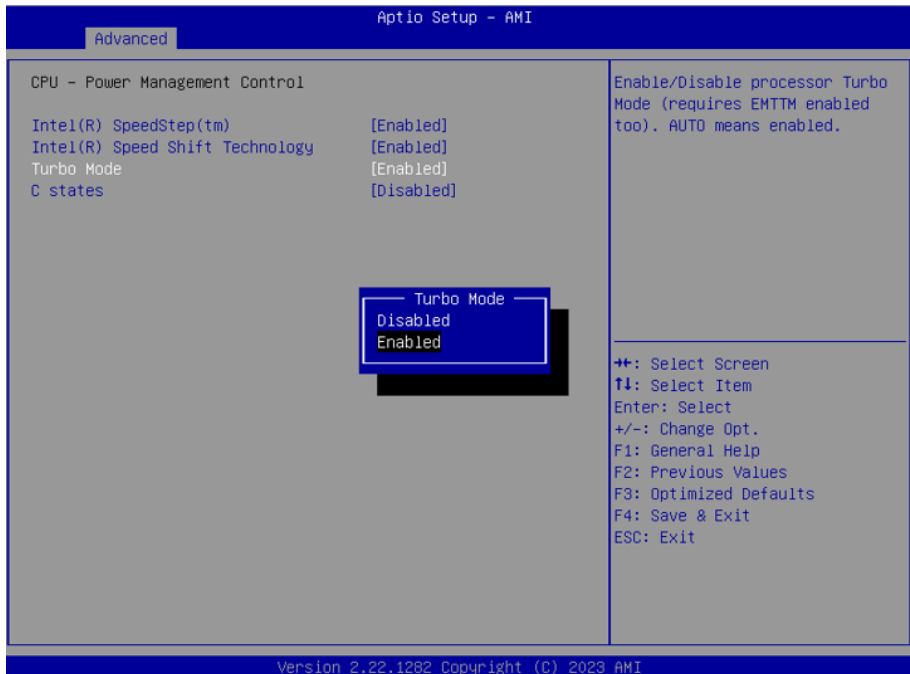 Aptio Setup – AMI
Advanced
CPU – Power Management Control
Intel(R) SpeedStep(tm) [Enabled]
Intel(R) Speed Shift Technology [Enabled]
Turbo Mode [Enabled]
C states [Disabled]
Turbo Mode
Disabled
Enabled
Enable/Disable processor Turbo
Mode (requires EMTTM enabled
too). AUTO means enabled.
→←: Select Screen
↑↓: Select Item
Enter: Select
+/-: Change Opt.
F1: General Help
F2: Previous Values
F3: Optimized Defaults
F4: Save & Exit
ESC: Exit
Version 2.22.1282 Copyright (C) 2023 AMI